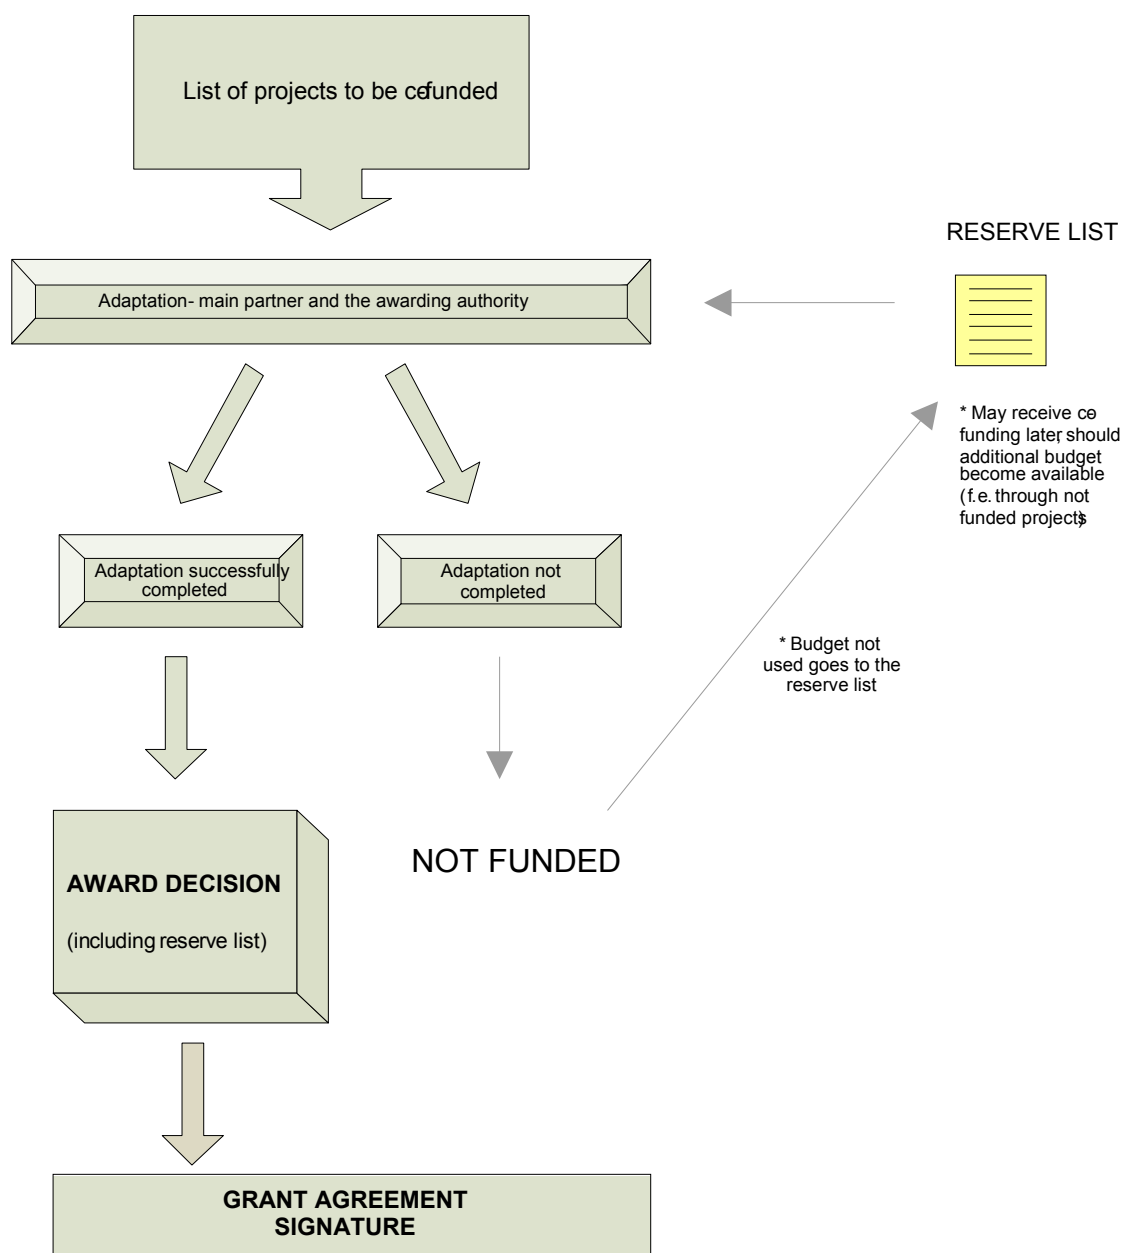 List of projects to be co-funded
RESERVE LIST
Adaptation- main partner and the awarding authority
* May receive co-
funding later, should
additional budget
become available
(f.e. through not
funded projects)
Adaptation successfully
completed
Adaptation not
completed
* Budget not
used goes to the
reserve list
NOT FUNDED
AWARD DECISION
(including reserve list)
GRANT AGREEMENT
SIGNATURE